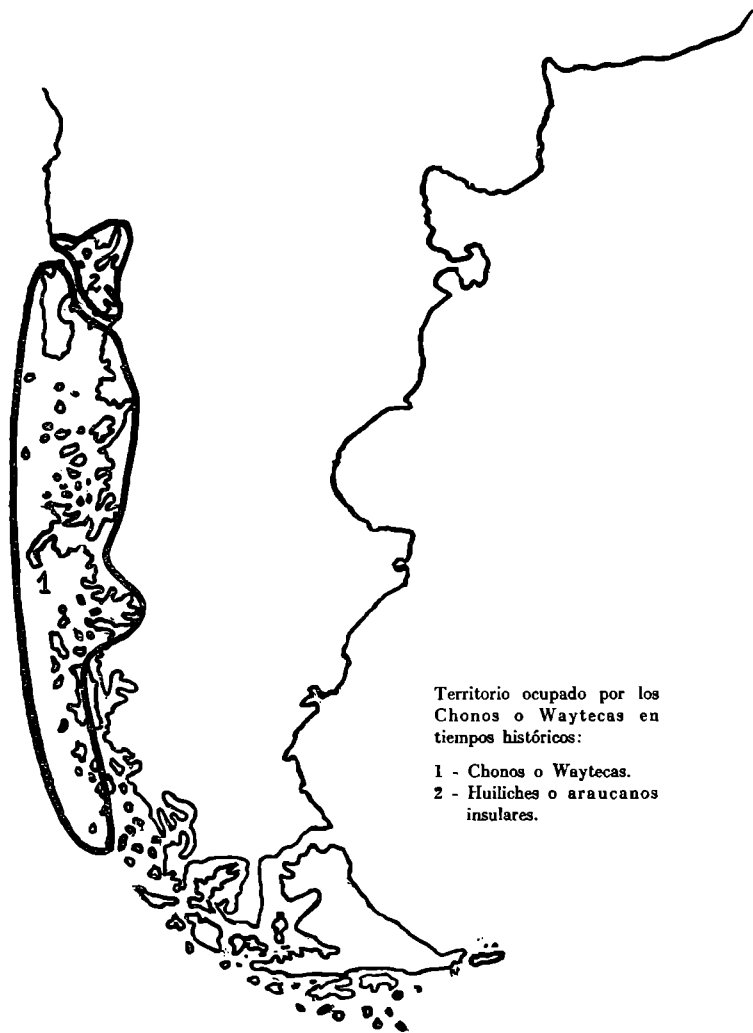 2
1
Territorio ocupado por los
Chonos o Waytecas en
tiempos históricos:
1 - Chonos o Waytecas.
2 - Huiliches o araucanos
insulares.